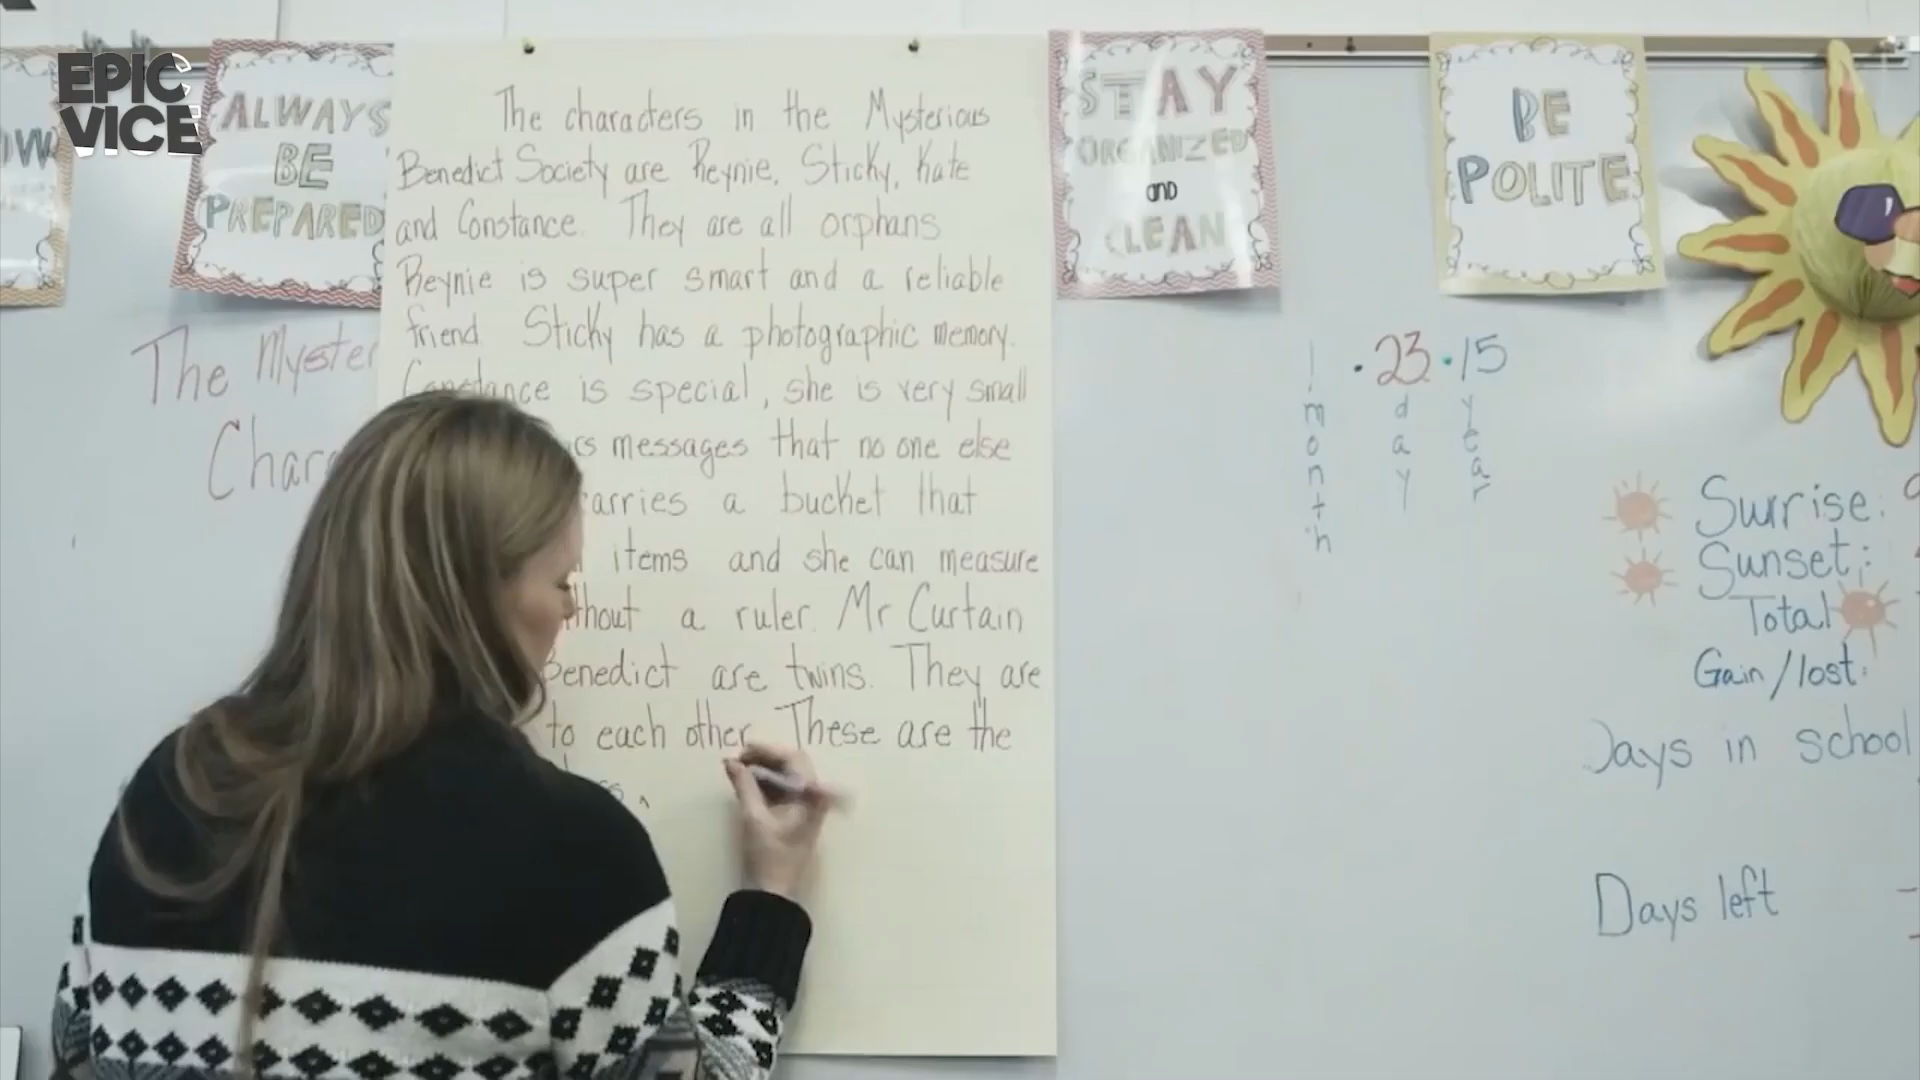 EPIC
VICE
ALWAYS
BE
PREPARED
The characters in the Mysterious
Benedict Society are Reynie, Sticky, Kate
and Constance. They are all orphans
Reynie is super smart and a reliable
friend. Sticky has a photographic memory.
Constance is special, she is very small
messages that no one else
a bucket that
items and she can measure
a ruler. Mr Curtain
Benedict are twins. They are
to each other. These are the
STAY
ORGANIZED
and
CLEAN
BE
POLITE
The
1 • 23 • 15
month
day
year
Sunrise:
Sunset:
Total
Gain/lost:
Days in school
Days left